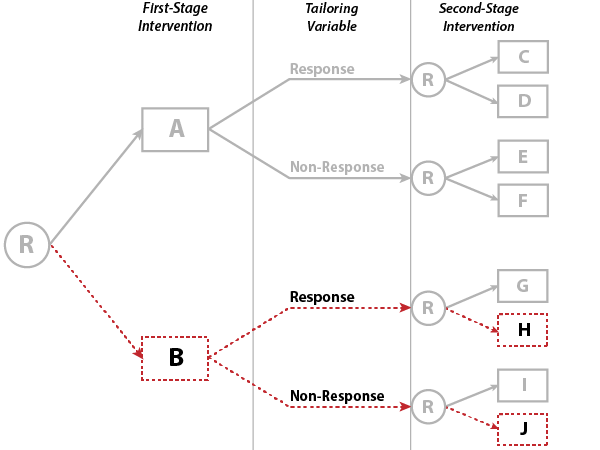 First-Stage
Intervention
Tailoring
Variable
Second-Stage
Intervention
Response
R
C
D
A
Non-Response
R
E
F
R
Response
R
G
H
B
Non-Response
R
I
J